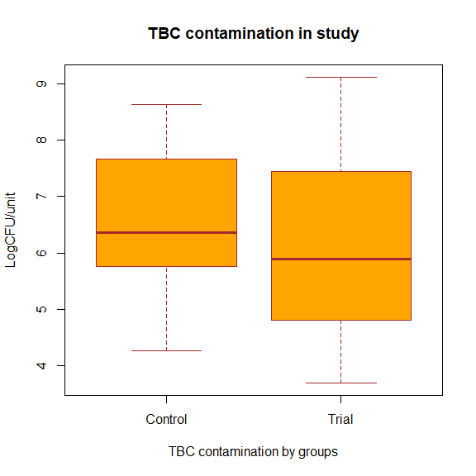 TBC contamination in study
LogCFU/unit
9
8
7
6
5
4
Control Trial
TBC contamination by groups